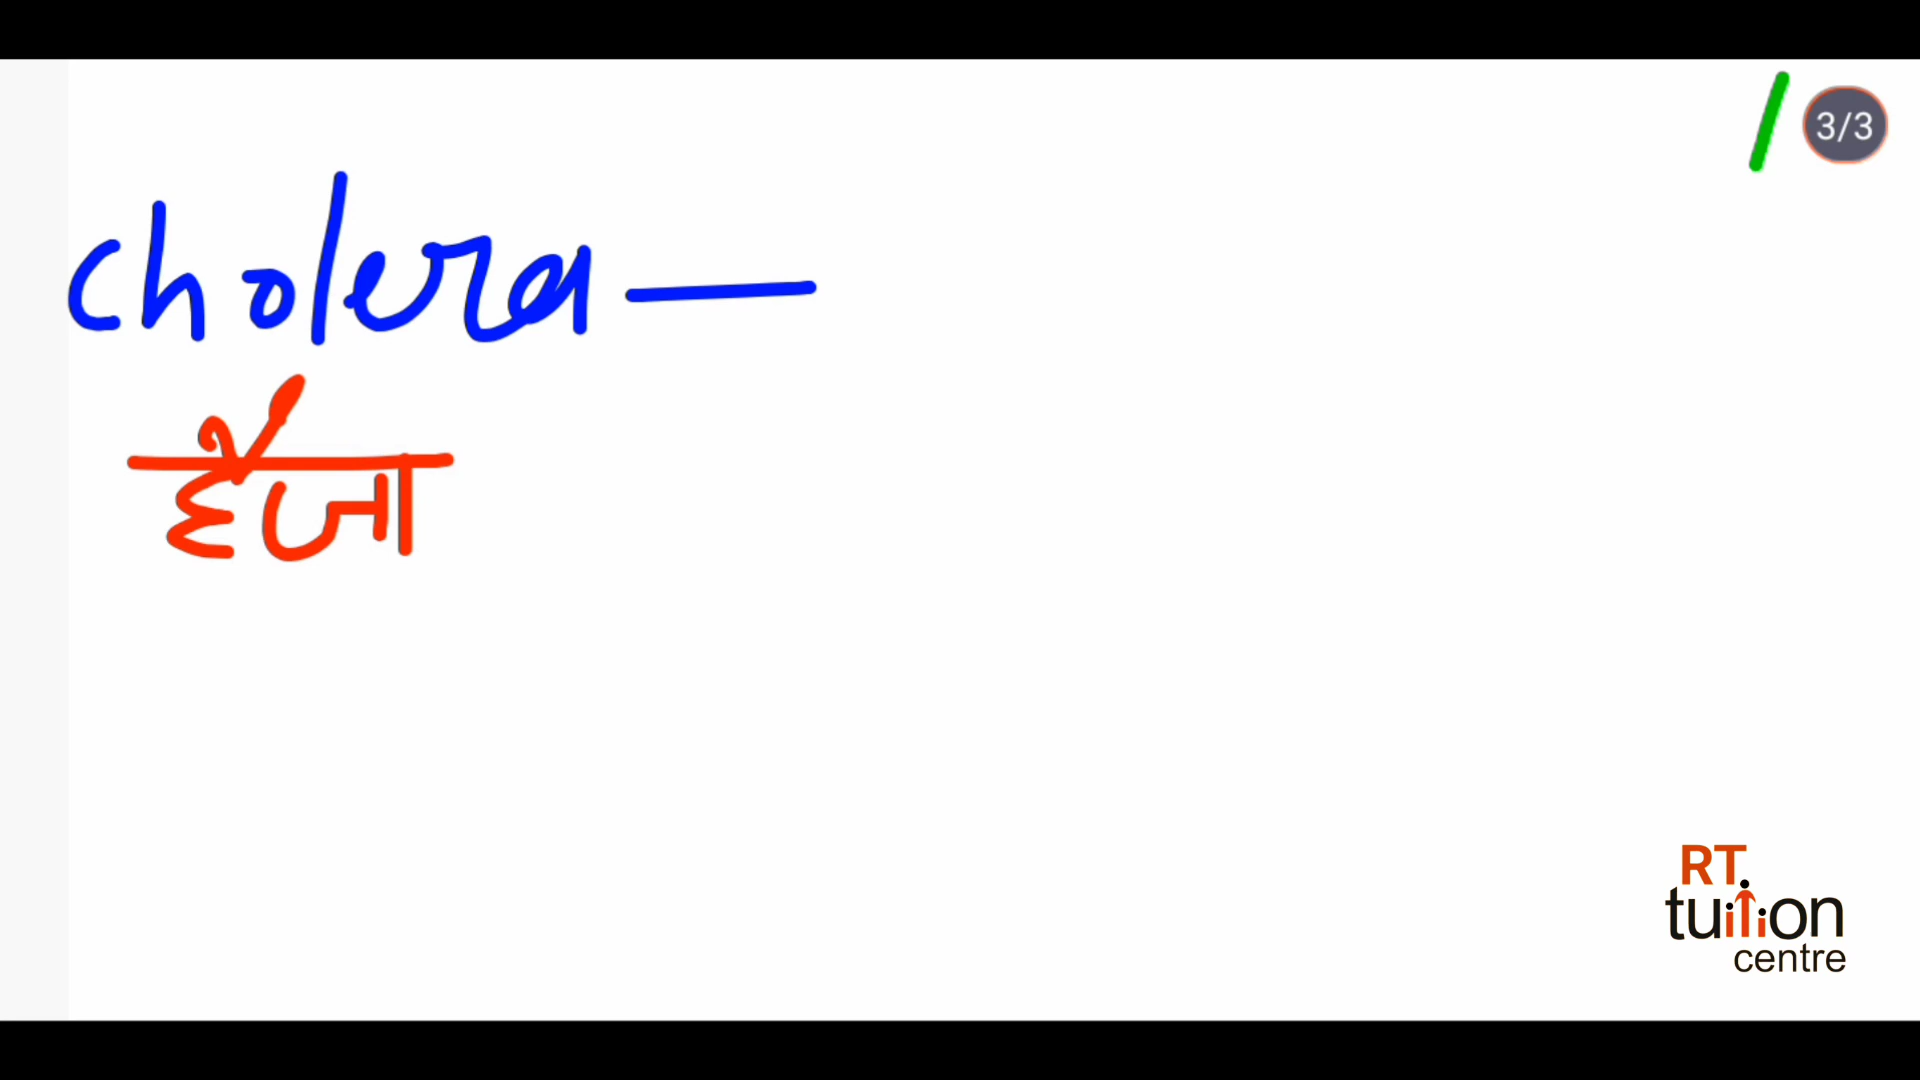 3/3
Cholera —
हैजा
RT
tuition
centre